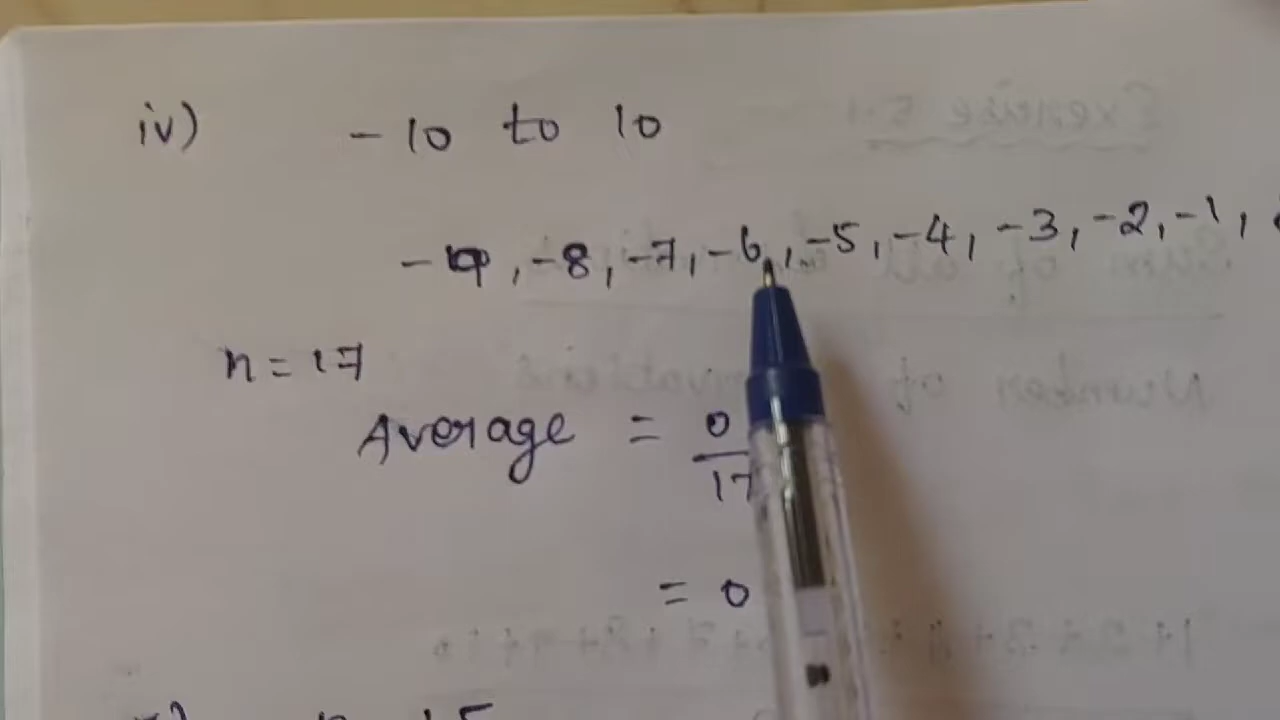 iv) -10 to 10
-9, -8, -7, -6, -5, -4, -3, -2, -1,
n = 17
Average = 0/17
= 0